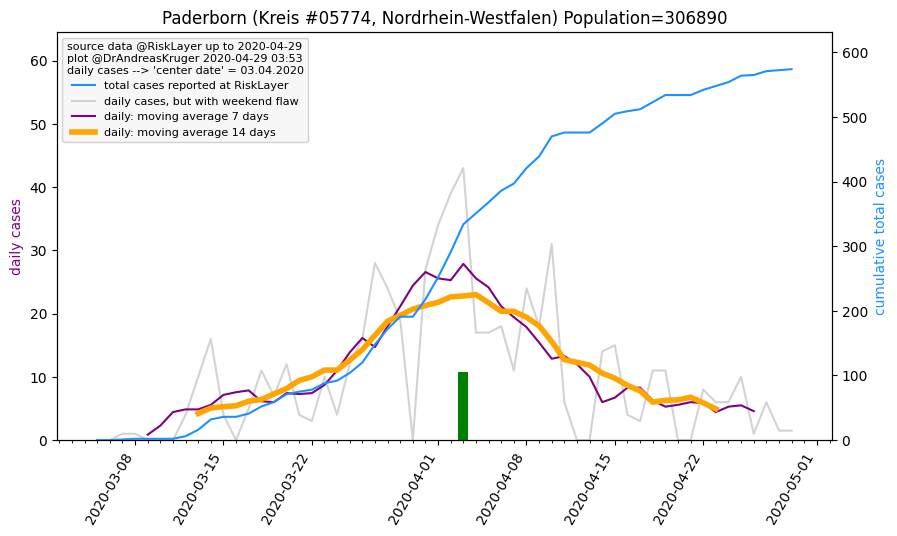 Paderborn (Kreis #05774, Nordrhein-Westfalen) Population=306890
source data @RiskLayer up to 2020-04-29
plot @DrAndreasKruger 2020-04-29 03:53
daily cases --> 'center date' = 03.04.2020
total cases reported at RiskLayer
daily cases, but with weekend flaw
daily: moving average 7 days
daily: moving average 14 days
daily cases
60
50
40
30
20
10
0
cumulative total cases
600
500
400
300
200
100
0
2020-03-08
2020-03-15
2020-03-22
2020-04-01
2020-04-08
2020-04-15
2020-04-22
2020-05-01